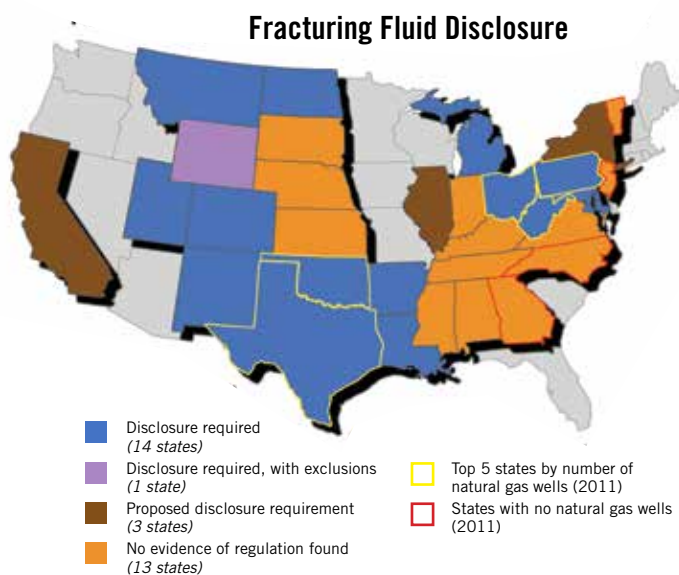 Fracturing Fluid Disclosure
Disclosure required
(14 states)
Disclosure required, with exclusions
(1 state)
Proposed disclosure requirement
(3 states)
No evidence of regulation found
(13 states)
Top 5 states by number of
natural gas wells (2011)
States with no natural gas wells
(2011)